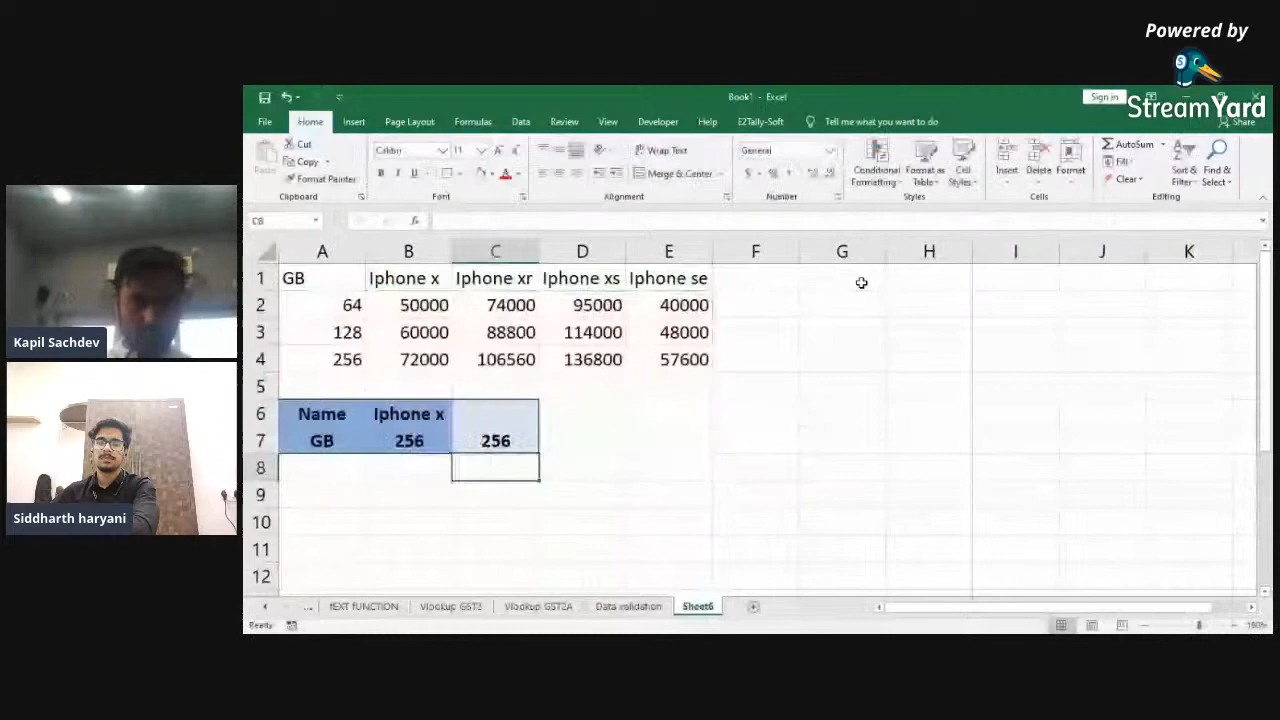 Powered by
StreamYard
Book1 - Excel
Sign in
File Home Insert Page Layout Formulas Data Review View Developer Help EZTally-Soft Tell me what you want to do Share
Paste Cut Copy Format Painter
Calibri 11
B I U
Wrap Text
Merge & Center
General
$ %
Conditional Formatting Format as Table Cell Styles
Insert Delete Format
AutoSum
Fill
Clear
Sort & Filter Find & Select
Clipboard Font Alignment Number Styles Cells Editing
C8 fx
A B C D E F G H I J K
1 GB Iphone x Iphone xr Iphone xs Iphone se
2 64 50000 74000 95000 40000
3 128 60000 88800 114000 48000
4 256 72000 106560 136800 57600
5
6 Name Iphone x
7 GB 256 256
8
9
10
11
12
... tEXT FUNCTION Vlookup GST3 Vlookup GST2A Data validation Sheet6
Ready
Kapil Sachdev
Siddharth haryani